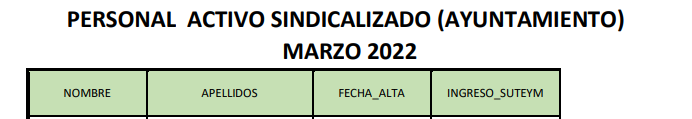 PERSONAL ACTIVO SINDICALIZADO (AYUNTAMIENTO)
MARZO 2022
NOMBRE APELLIDOS FECHA_ALTA INGRESO_SUTEYM